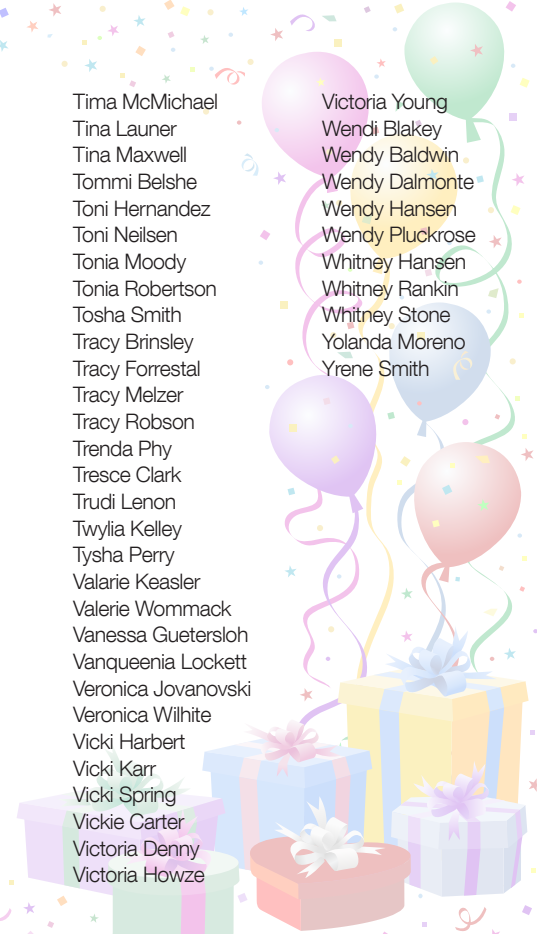 Tima McMichael
Tina Launer
Tina Maxwell
Tommi Belshe
Toni Hernandez
Toni Neilsen
Tonia Moody
Tonia Robertson
Tosha Smith
Tracy Brinsley
Tracy Forrestal
Tracy Melzer
Tracy Robson
Trenda Phy
Tresce Clark
Trudi Lenon
Twylia Kelley
Tysha Perry
Valarie Keasler
Valerie Wommack
Vanessa Guetersloh
Vanqueenia Lockett
Veronica Jovanovski
Veronica Wilhite
Vicki Harbert
Vicki Karr
Vicki Spring
Vickie Carter
Victoria Denny
Victoria Howze
Victoria Young
Wendi Blakey
Wendy Baldwin
Wendy Dalmonte
Wendy Hansen
Wendy Pluckrose
Whitney Hansen
Whitney Rankin
Whitney Stone
Yolanda Moreno
Yrene Smith